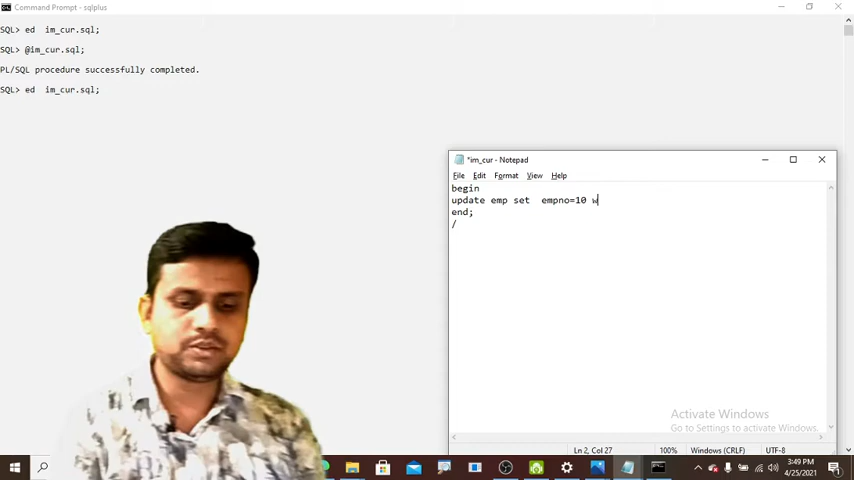 Command Prompt - sqlplus
SQL> ed  im_cur.sql;
SQL> @im_cur.sql;
PL/SQL procedure successfully completed.
SQL> ed  im_cur.sql;
*im_cur - Notepad
File Edit Format View Help
begin
update emp set  empno=10 w
end;
/
Activate Windows
Go to Settings to activate Windows.
Ln 2, Col 27 100% Windows (CRLF) UTF-8
3:49 PM
4/25/2021